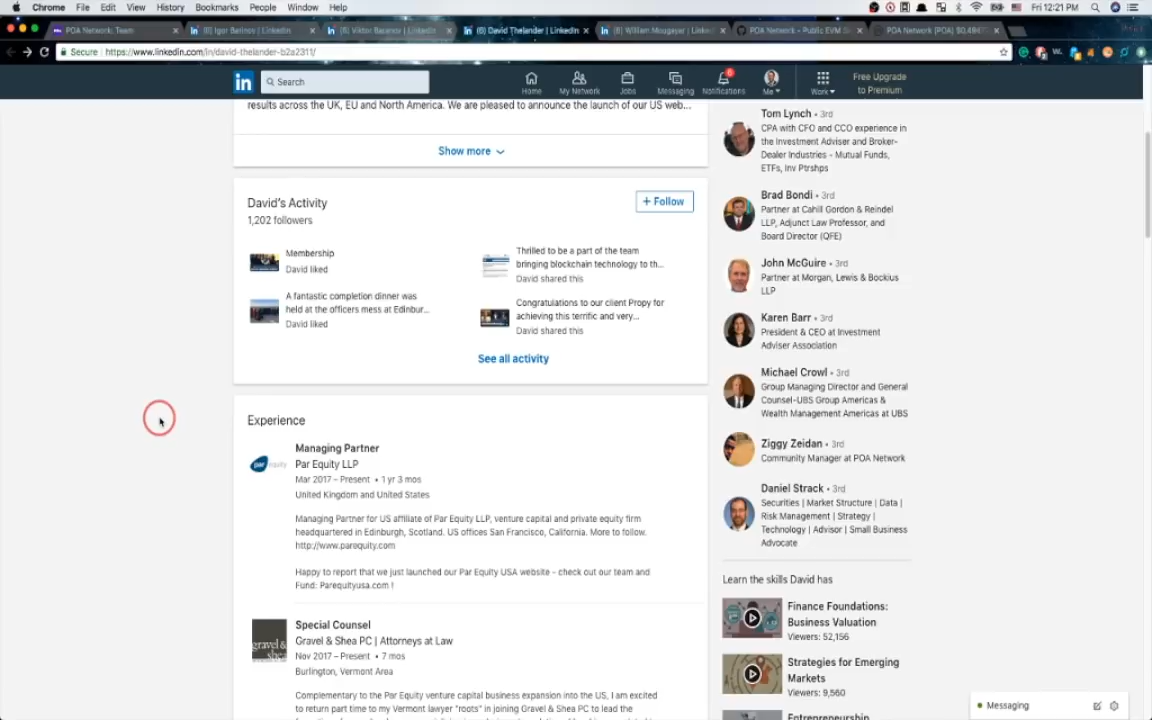 Chrome File Edit View History Bookmarks People Window Help Fri 12:21 PM
POA Network: Team
(6) Igor Barinov | LinkedIn
(6) Viktor Baranov | LinkedIn
(6) David Thelander | LinkedIn
(6) William Mougayar | LinkedIn
POA Network - Public EVM S
POA Network (POA) $0.494
Secure https://www.linkedin.com/in/david-thelander-b2a2311/
in Search
Home My Network Jobs Messaging Notifications Me Work
Free Upgrade
to Premium
results across the UK, EU and North America. We are pleased to announce the launch of our US web...
Show more
David's Activity
1,202 followers
+ Follow
Membership
David liked
A fantastic completion dinner was
held at the officers mess at Edinbur...
David liked
Thrilled to be a part of the team
bringing blockchain technology to th...
David shared this
Congratulations to our client Propy for
achieving this terrific and very...
David shared this
See all activity
Experience
par equity
Managing Partner
Par Equity LLP
Mar 2017 – Present • 1 yr 3 mos
United Kingdom and United States
Managing Partner for US affiliate of Par Equity LLP, venture capital and private equity firm
headquartered in Edinburgh, Scotland. US offices San Francisco, California. More to follow.
http://www.parequity.com
Happy to report that we just launched our Par Equity USA website - check out our team and
Fund: Parequityusa.com !
gravel &
shea
Special Counsel
Gravel & Shea PC | Attorneys at Law
Nov 2017 – Present • 7 mos
Burlington, Vermont Area
Complementary to the Par Equity venture capital business expansion into the US, I am excited
to return part time to my Vermont lawyer "roots" in joining Gravel & Shea PC to lead the
Tom Lynch • 3rd
CPA with CFO and CCO experience in
the Investment Adviser and Broker-
Dealer Industries - Mutual Funds,
ETFs, Inv Ptrshps
Brad Bondi • 3rd
Partner at Cahill Gordon & Reindel
LLP, Adjunct Law Professor, and
Board Director (QFE)
John McGuire • 3rd
Partner at Morgan, Lewis & Bockius
LLP
Karen Barr • 3rd
President & CEO at Investment
Adviser Association
Michael Crowl • 3rd
Group Managing Director and General
Counsel-UBS Group Americas &
Wealth Management Americas at UBS
Ziggy Zeidan • 3rd
Community Manager at POA Network
Daniel Strack • 3rd
Securities | Market Structure | Data |
Risk Management | Strategy |
Technology | Advisor | Small Business
Advocate
Learn the skills David has
Finance Foundations:
Business Valuation
Viewers: 52,156
Strategies for Emerging
Markets
Viewers: 9,560
Entrepreneurship
Messaging